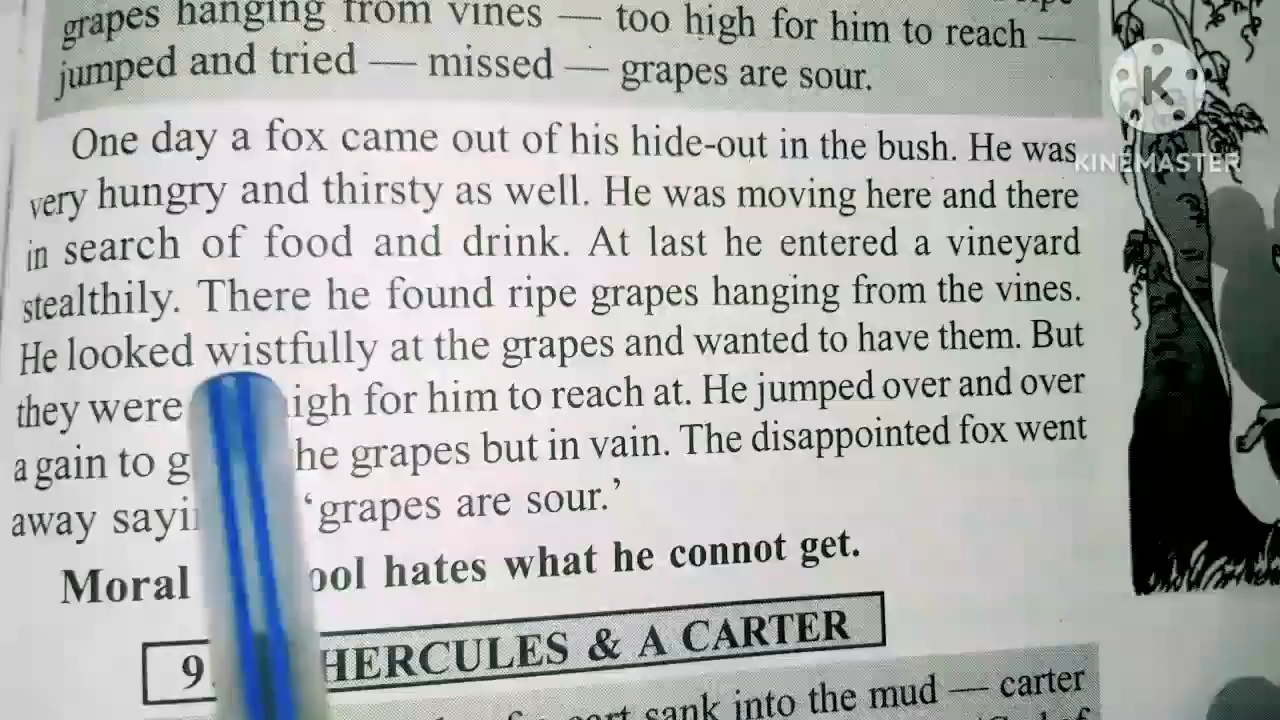 grapes hanging from vines — too high for him to reach —
jumped and tried — missed — grapes are sour.
K
KINEMASTER
One day a fox came out of his hide-out in the bush. He was
very hungry and thirsty as well. He was moving here and there
in search of food and drink. At last he entered a vineyard
stealthily. There he found ripe grapes hanging from the vines.
He looked wistfully at the grapes and wanted to have them. But
they were for him to reach at. He jumped over and over
a gain to grapes but in vain. The disappointed fox went
away 'grapes are sour.'
Moral hates what he connot get.
9 HERCULES & A CARTER
sank into the mud — carter